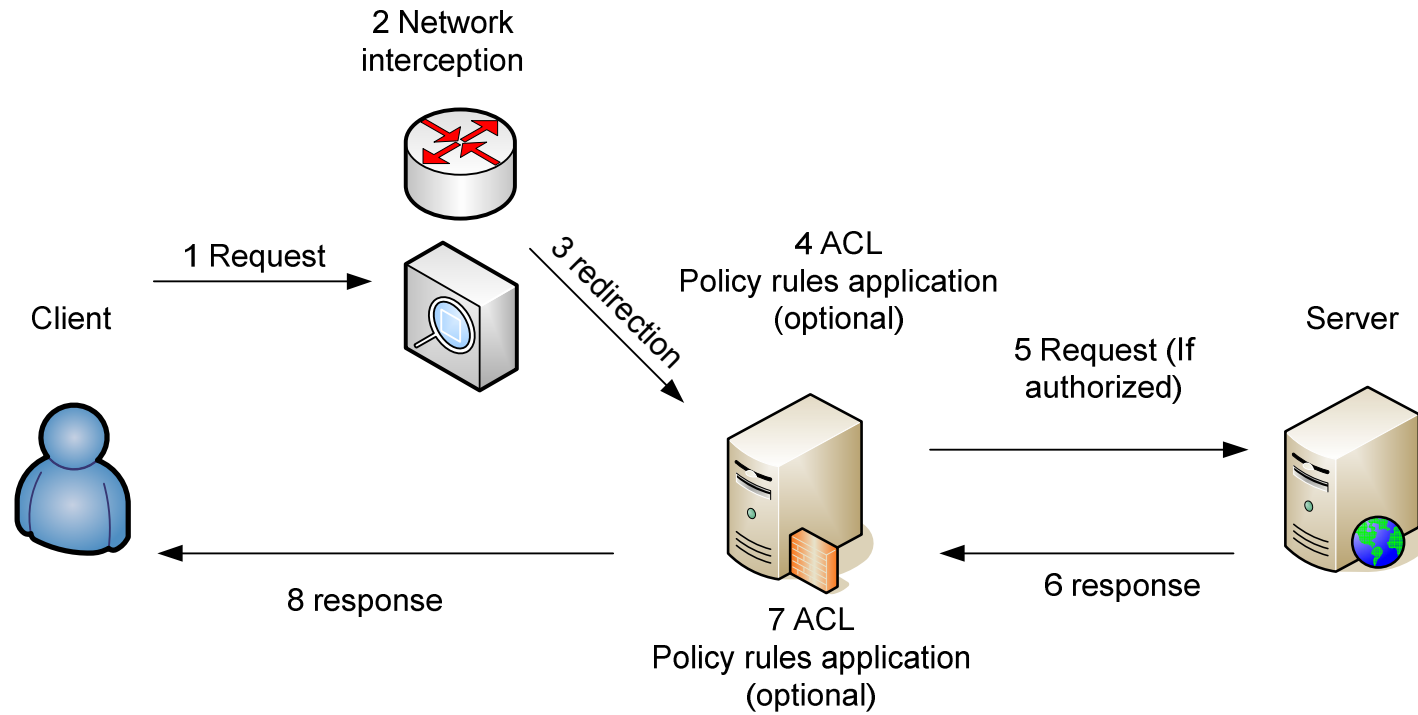 2 Network
interception
1 Request
3 redirection
4 ACL
Policy rules application
(optional)
Client
Server
5 Request (If
authorized)
8 response
6 response
7 ACL
Policy rules application
(optional)